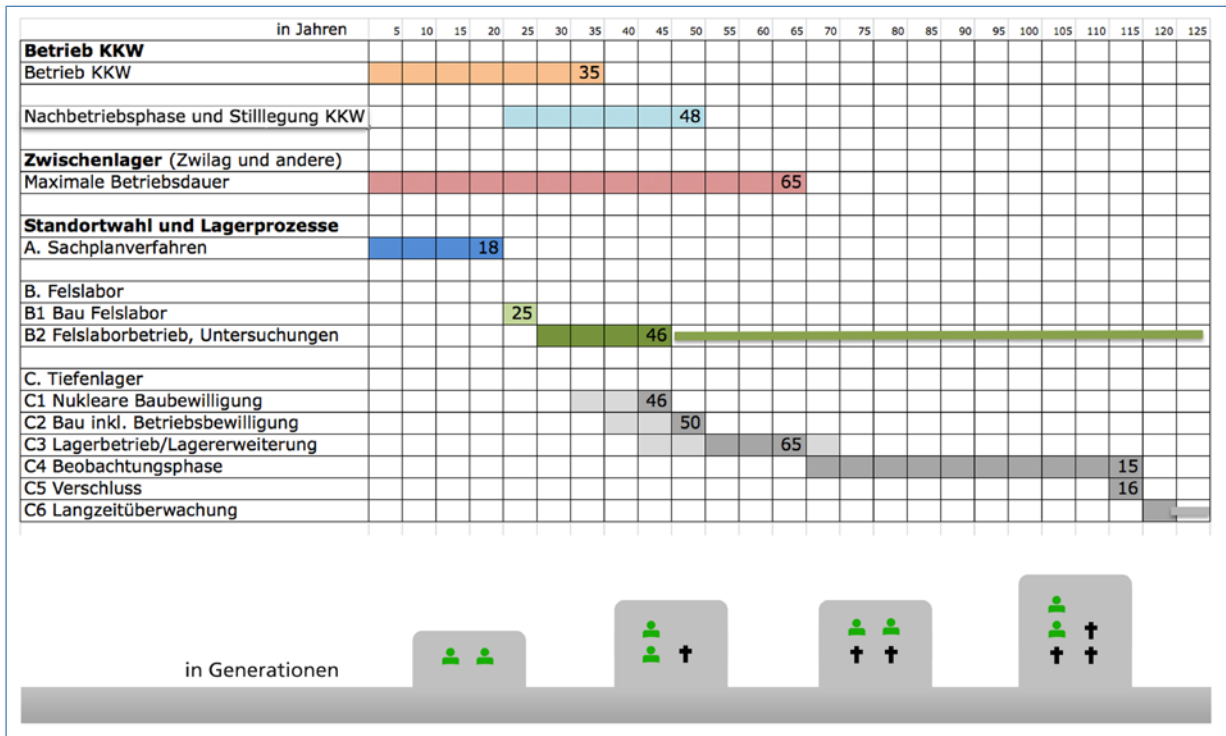 in Jahren 5 10 15 20 25 30 35 40 45 50 55 60 65 70 75 80 85 90 95 100 105 110 115 120 125
Betrieb KKW
Betrieb KKW 35
Nachbetriebsphase und Stilllegung KKW 48
Zwischenlager (Zwilag und andere)
Maximale Betriebsdauer 65
Standortwahl und Lagerprozesse
A. Sachplanverfahren 18
B. Felslabor
B1 Bau Felslabor 25
B2 Felslaborbetrieb, Untersuchungen 46
C. Tiefenlager
C1 Nukleare Baubewilligung 46
C2 Bau inkl. Betriebsbewilligung 50
C3 Lagerbetrieb/Lagererweiterung 65
C4 Beobachtungsphase 15
C5 Verschluss 16
C6 Langzeitüberwachung
in Generationen